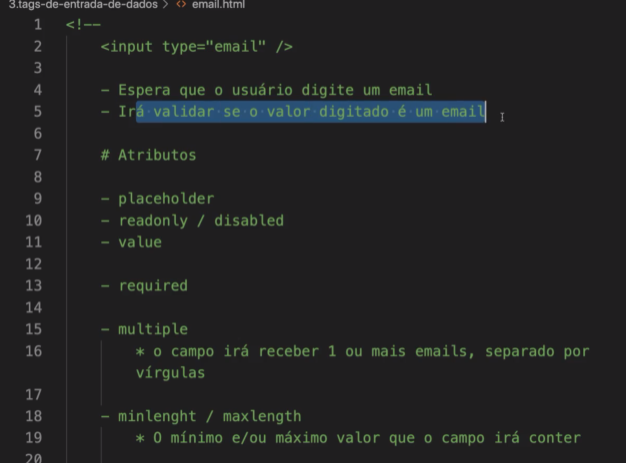 3.tags-de-entrada-de-dados > <> email.html
1 <!--
2 <input type="email" />
3
4 - Espera que o usuário digite um email
5 - Irá validar se o valor digitado é um email
6
7 # Atributos
8
9 - placeholder
10 - readonly / disabled
11 - value
12
13 - required
14
15 - multiple
16 * o campo irá receber 1 ou mais emails, separado por
vírgulas
17
18 - minlenght / maxlength
19 * O mínimo e/ou máximo valor que o campo irá conter
20